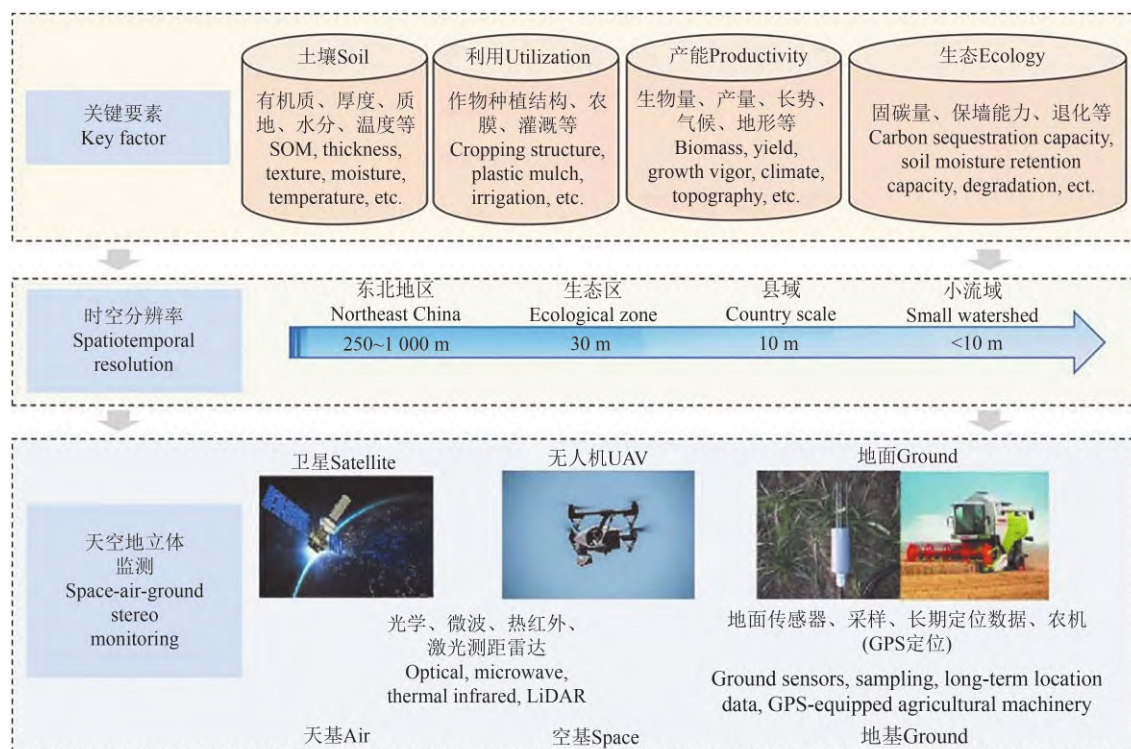 关键要素
Key factor
土壤Soil
有机质、厚度、质
地、水分、温度等
SOM, thickness,
texture, moisture,
temperature, etc.
利用Utilization
作物种植结构、农
膜、灌溉等
Cropping structure,
plastic mulch,
irrigation, etc.
产能Productivity
生物量、产量、长势、
气候、地形等
Biomass, yield,
growth vigor, climate,
topography, etc.
生态Ecology
固碳量、保墒能力、退化等
Carbon sequestration capacity,
soil moisture retention
capacity, degradation, ect.
时空分辨率
Spatiotemporal
resolution
东北地区
Northeast China
250~1 000 m
生态区
Ecological zone
30 m
县域
Country scale
10 m
小流域
Small watershed
<10 m
天空地立体
监测
Space-air-ground
stereo
monitoring
卫星Satellite
无人机UAV
地面Ground
光学、微波、热红外、
激光测距雷达
Optical, microwave,
thermal infrared, LiDAR
地面传感器、采样、长期定位数据、农机
(GPS定位)
Ground sensors, sampling, long-term location
data, GPS-equipped agricultural machinery
天基Air
空基Space
地基Ground